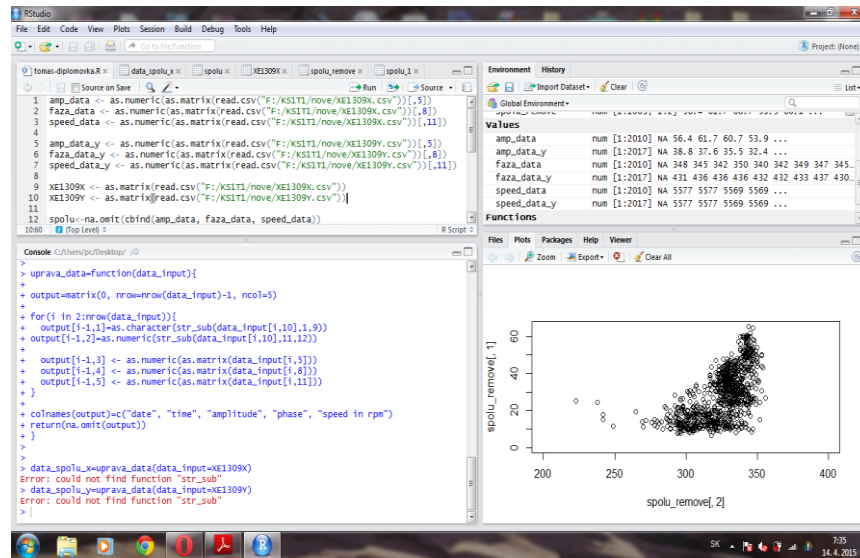 RStudio
File Edit Code View Plots Session Build Debug Tools Help
Go to file/function
Project: (None)
tomas-diplomovka.R
data_spolu_x
spolu
XE1309X
spolu_remove
spolu_1
Source on Save
Run
Source
1 amp_data <- as.numeric(as.matrix(read.csv("F:/KS1T1/nove/XE1309X.csv"))[,5])
2 faza_data <- as.numeric(as.matrix(read.csv("F:/KS1T1/nove/XE1309X.csv"))[,8])
3 speed_data <- as.numeric(as.matrix(read.csv("F:/KS1T1/nove/XE1309X.csv"))[,11])
4
5 amp_data_y <- as.numeric(as.matrix(read.csv("F:/KS1T1/nove/XE1309Y.csv"))[,5])
6 faza_data_y <- as.numeric(as.matrix(read.csv("F:/KS1T1/nove/XE1309Y.csv"))[,8])
7 speed_data_y <- as.numeric(as.matrix(read.csv("F:/KS1T1/nove/XE1309Y.csv"))[,11])
8
9 XE1309X <- as.matrix(read.csv("F:/KS1T1/nove/XE1309X.csv"))
10 XE1309Y <- as.matrix(read.csv("F:/KS1T1/nove/XE1309Y.csv"))
11
12 spolu<-na.omit(cbind(amp_data, faza_data, speed_data))
10:60 (Top Level) R Script
Console C:/Users/pc/Desktop/
>
> uprava_data=function(data_input){
+
+ output=matrix(0, nrow=nrow(data_input)-1, ncol=5)
+
+ for(i in 2:nrow(data_input)){
+ output[i-1,1]=as.character(str_sub(data_input[i,10],1,9))
+ output[i-1,2]=as.numeric(str_sub(data_input[i,10],11,12))
+
+ output[i-1,3] <- as.numeric(as.matrix(data_input[i,5]))
+ output[i-1,4] <- as.numeric(as.matrix(data_input[i,8]))
+ output[i-1,5] <- as.numeric(as.matrix(data_input[i,11]))
+ }
+
+ colnames(output)=c("date", "time", "amplitude", "phase", "speed in rpm")
+ return(na.omit(output))
+ }
>
>
> data_spolu_x=uprava_data(data_input=XE1309X)
Error: could not find function "str_sub"
> data_spolu_y=uprava_data(data_input=XE1309Y)
Error: could not find function "str_sub"
>
Environment History
Import Dataset Clear List
Global Environment
Values
amp_data num [1:2010] NA 56.4 61.7 60.7 53.9 ...
amp_data_y num [1:2017] NA 38.8 37.6 35.5 32.4 ...
faza_data num [1:2010] NA 348 345 342 350 340 342 349 347 345...
faza_data_y num [1:2017] NA 431 436 436 436 432 432 433 437 430...
speed_data num [1:2010] NA 5577 5577 5569 5569 ...
speed_data_y num [1:2017] NA 5577 5577 5569 5569 ...
Functions
Files Plots Packages Help Viewer
Zoom Export Clear All
spolu_remove[, 1]
60
40
20
0
200 250 300 350 400
spolu_remove[, 2]
SK
7:35
14. 4. 2015